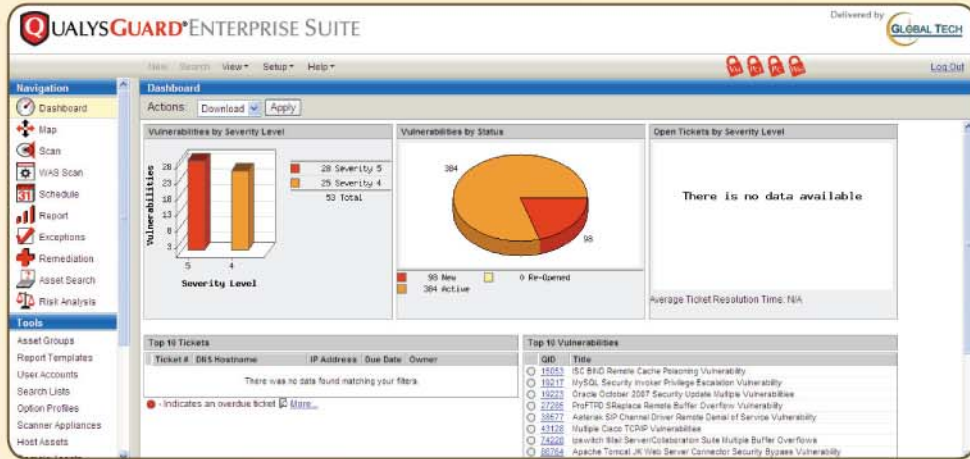 QUALYSGUARD® ENTERPRISE SUITE
Delivered by
GLOBAL TECH
New Search View Setup Help
Log Out
Navigation
Dashboard
Map
Scan
WAS Scan
Schedule
Report
Exceptions
Remediation
Asset Search
Risk Analysis
Tools
Asset Groups
Report Templates
User Accounts
Search Lists
Option Profiles
Scanner Appliances
Host Assets
Dashboard
Actions: Download Apply
Vulnerabilities by Severity Level
Vulnerabilities
28
23
18
13
8
3
5 4
Severity Level
28 Severity 5
25 Severity 4
53 Total
Vulnerabilities by Status
384
98
98 New 0 Re-Opened
384 Active
Open Tickets by Severity Level
There is no data available
Average Ticket Resolution Time: N/A
Top 10 Tickets
Ticket # DNS Hostname IP Address Due Date Owner
There was no data found matching your filters.
- Indicates an overdue ticket More...
Top 10 Vulnerabilities
QID Title
15053 ISC BIND Remote Cache Poisoning Vulnerability
19217 MySQL Security Invoker Privilege Escalation Vulnerability
19223 Oracle October 2007 Security Update Multiple Vulnerabilities
27285 ProFTPD SReplace Remote Buffer Overflow Vulnerability
38577 Asterisk SIP Channel Driver Remote Denial of Service Vulnerability
43128 Multiple Cisco TCP/IP Vulnerabilities
74228 Ipswitch IMail Server/Collaboration Suite Multiple Buffer Overflows
86764 Apache Tomcat JK Web Server Connector Security Bypass Vulnerability